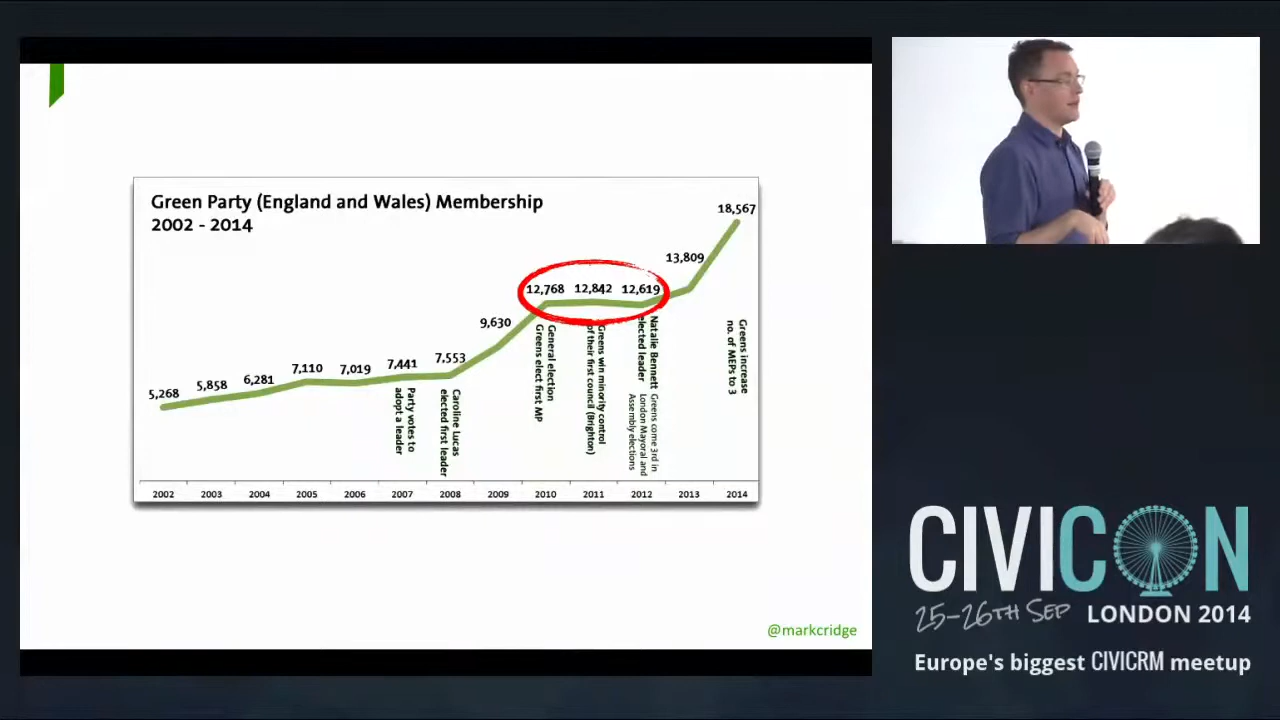 Green Party (England and Wales) Membership
2002 - 2014
5,268
5,858
6,281
7,110
7,019
7,441
7,553
9,630
12,768
12,842
12,619
13,809
18,567
Party votes to
adopt a leader
Caroline Lucas
elected first leader
General election
Greens elect first MP
Greens win minority control
of their first council (Brighton)
Natalie Bennett
elected leader
Greens come 3rd in
London Mayoral and
Assembly elections
Greens increase
no. of MEPs to 3
2002
2003
2004
2005
2006
2007
2008
2009
2010
2011
2012
2013
2014
@markcridge
CIVICON
25-26TH SEP
LONDON 2014
Europe's biggest CIVICRM meetup